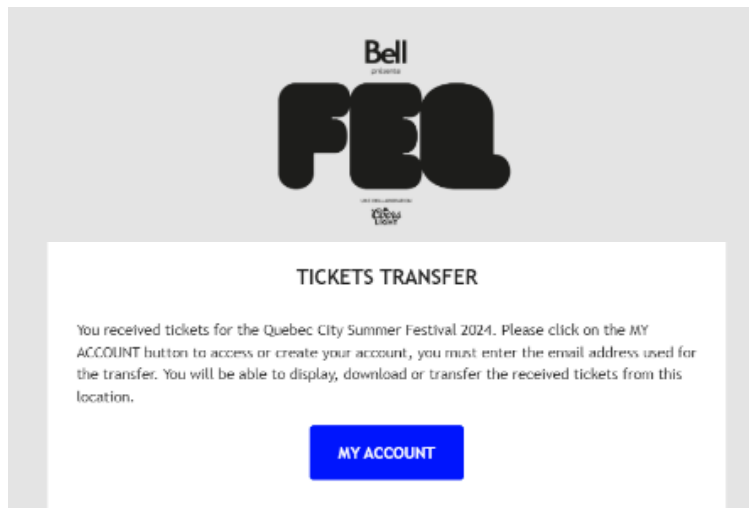 Bell
présente
FEQ
Coors
LIGHT
TICKETS TRANSFER
You received tickets for the Quebec City Summer Festival 2024. Please click on the MY
ACCOUNT button to access or create your account, you must enter the email address used for
the transfer. You will be able to display, download or transfer the received tickets from this
location.
MY ACCOUNT